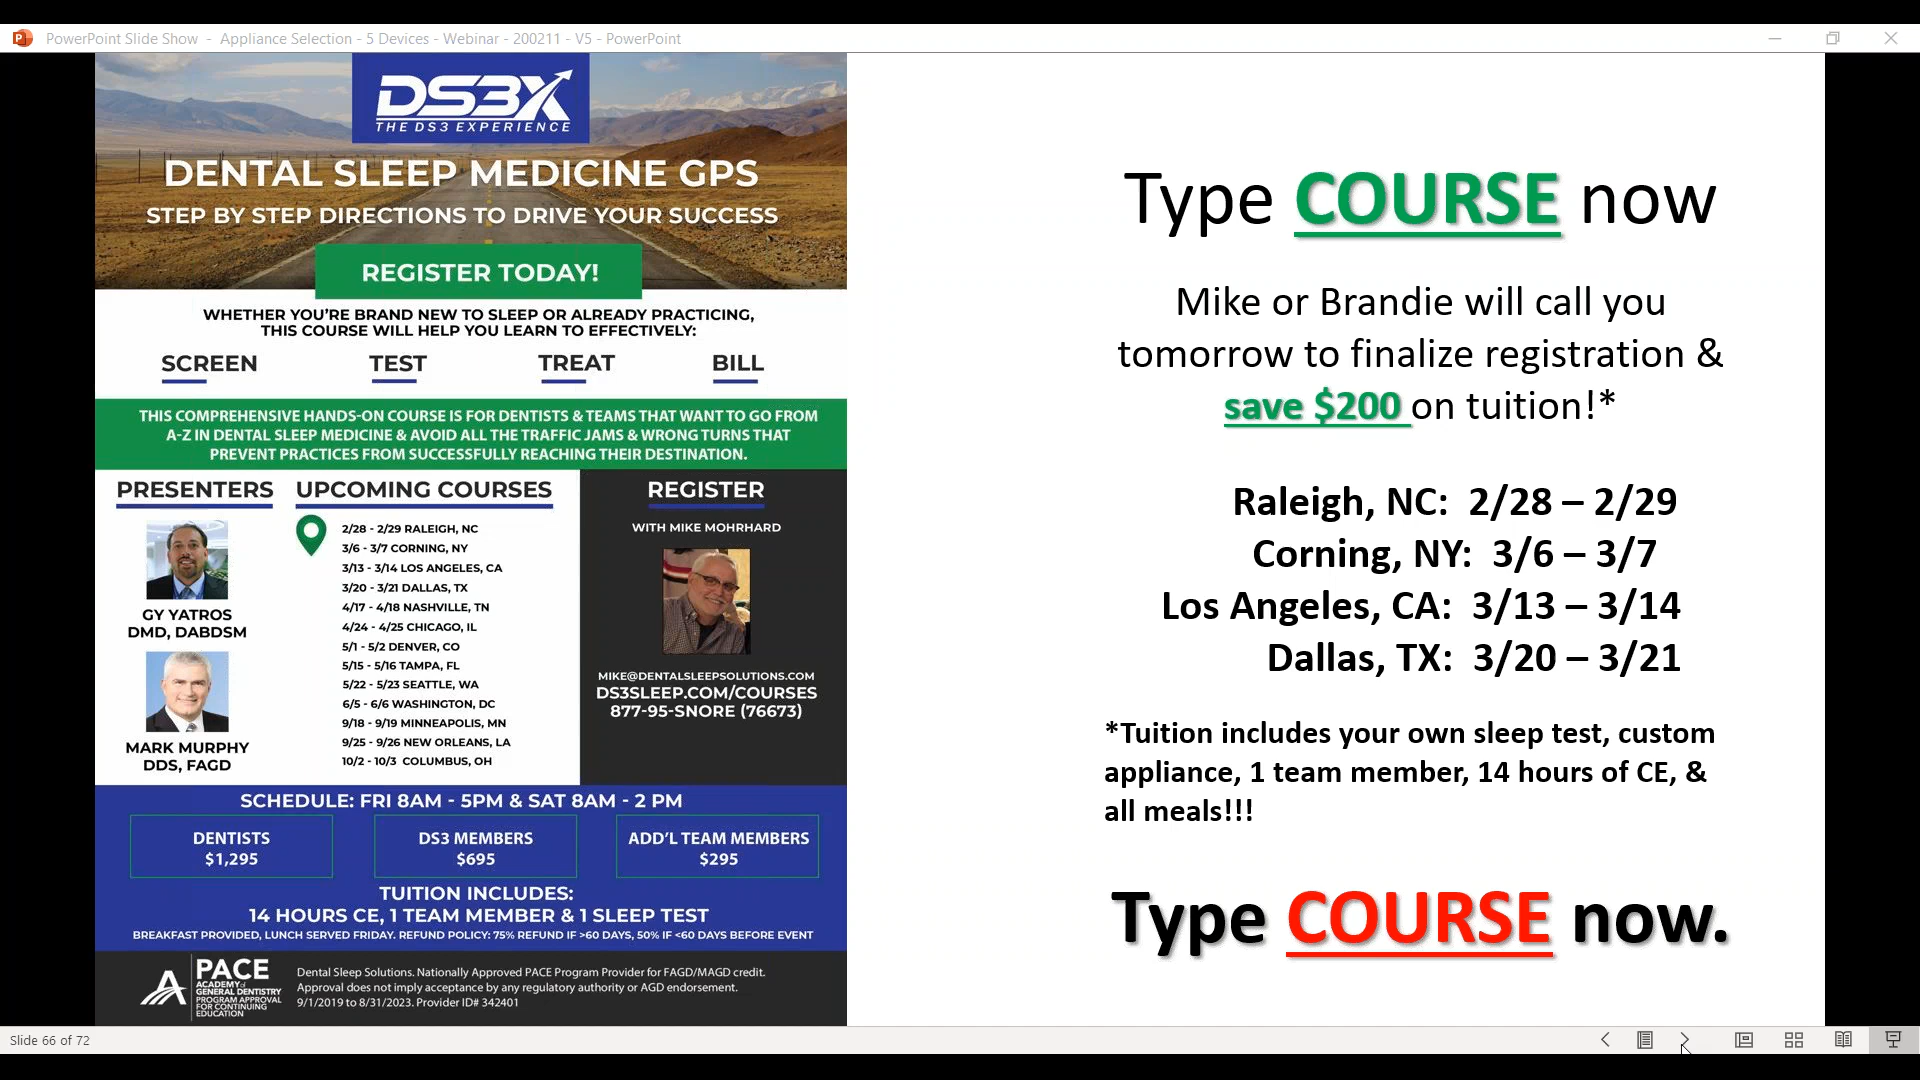 PowerPoint Slide Show - Appliance Selection - 5 Devices - Webinar - 200211 - V5 - PowerPoint
DS3X
THE DS3 EXPERIENCE
DENTAL SLEEP MEDICINE GPS
STEP BY STEP DIRECTIONS TO DRIVE YOUR SUCCESS
REGISTER TODAY!
WHETHER YOU'RE BRAND NEW TO SLEEP OR ALREADY PRACTICING,
THIS COURSE WILL HELP YOU LEARN TO EFFECTIVELY:
SCREEN TEST TREAT BILL
THIS COMPREHENSIVE HANDS-ON COURSE IS FOR DENTISTS & TEAMS THAT WANT TO GO FROM
A-Z IN DENTAL SLEEP MEDICINE & AVOID ALL THE TRAFFIC JAMS & WRONG TURNS THAT
PREVENT PRACTICES FROM SUCCESSFULLY REACHING THEIR DESTINATION.
PRESENTERS
GY YATROS
DMD, DABDSM
MARK MURPHY
DDS, FAGD
UPCOMING COURSES
2/28 - 2/29 RALEIGH, NC
3/6 - 3/7 CORNING, NY
3/13 - 3/14 LOS ANGELES, CA
3/20 - 3/21 DALLAS, TX
4/17 - 4/18 NASHVILLE, TN
4/24 - 4/25 CHICAGO, IL
5/1 - 5/2 DENVER, CO
5/15 - 5/16 TAMPA, FL
5/22 - 5/23 SEATTLE, WA
6/5 - 6/6 WASHINGTON, DC
9/18 - 9/19 MINNEAPOLIS, MN
9/25 - 9/26 NEW ORLEANS, LA
10/2 - 10/3 COLUMBUS, OH
REGISTER
WITH MIKE MOHRHARD
MIKE@DENTALSLEEPSOLUTIONS.COM
DS3SLEEP.COM/COURSES
877-95-SNORE (76673)
SCHEDULE: FRI 8AM - 5PM & SAT 8AM - 2 PM
DENTISTS
$1,295
DS3 MEMBERS
$695
ADD'L TEAM MEMBERS
$295
TUITION INCLUDES:
14 HOURS CE, 1 TEAM MEMBER & 1 SLEEP TEST
BREAKFAST PROVIDED, LUNCH SERVED FRIDAY. REFUND POLICY: 75% REFUND IF >60 DAYS, 50% IF <60 DAYS BEFORE EVENT
PACE
ACADEMY of
GENERAL DENTISTRY
PROGRAM APPROVAL
FOR CONTINUING
EDUCATION
Dental Sleep Solutions. Nationally Approved PACE Program Provider for FAGD/MAGD credit.
Approval does not imply acceptance by any regulatory authority or AGD endorsement.
9/1/2019 to 8/31/2023. Provider ID# 342401
Type COURSE now
Mike or Brandie will call you
tomorrow to finalize registration &
save $200 on tuition!*
Raleigh, NC: 2/28 – 2/29
Corning, NY: 3/6 – 3/7
Los Angeles, CA: 3/13 – 3/14
Dallas, TX: 3/20 – 3/21
*Tuition includes your own sleep test, custom
appliance, 1 team member, 14 hours of CE, &
all meals!!!
Type COURSE now.
Slide 66 of 72